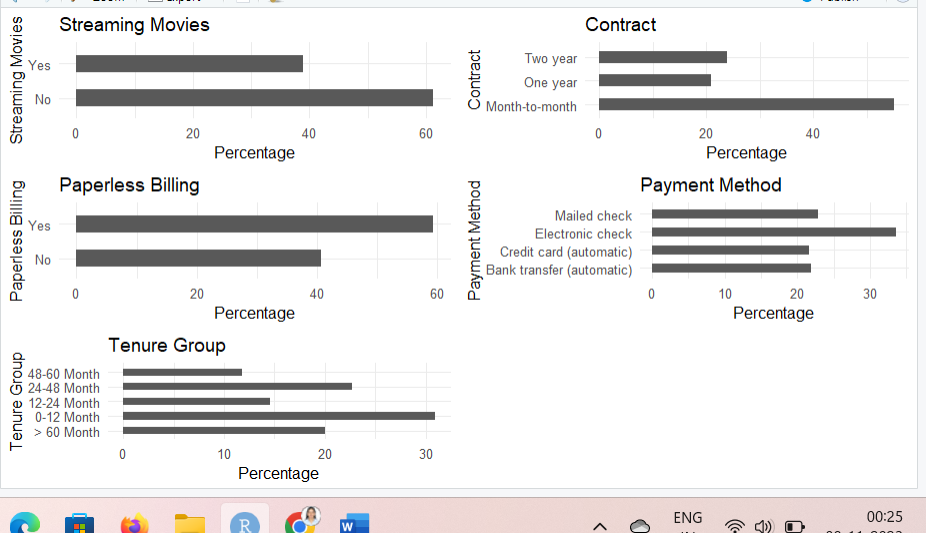 Streaming Movies
Streaming Movies
Yes
No
0 20 40 60
Percentage
Contract
Contract
Two year
One year
Month-to-month
0 20 40
Percentage
Paperless Billing
Paperless Billing
Yes
No
0 20 40 60
Percentage
Payment Method
Payment Method
Mailed check
Electronic check
Credit card (automatic)
Bank transfer (automatic)
0 10 20 30
Percentage
Tenure Group
Tenure Group
48-60 Month
24-48 Month
12-24 Month
0-12 Month
> 60 Month
0 10 20 30
Percentage
R
W
ENG
00:25